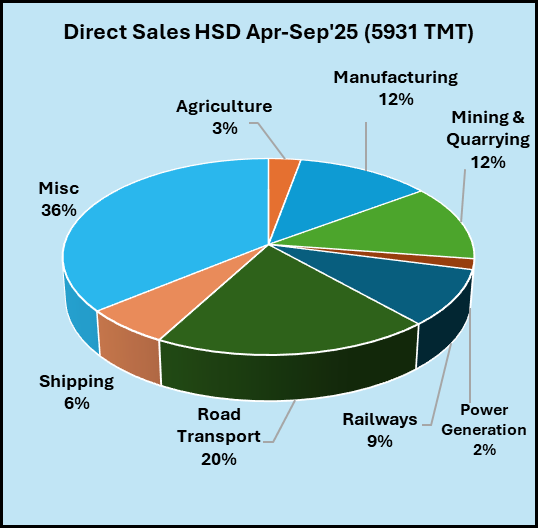 Direct Sales HSD Apr-Sep'25 (5931 TMT)
Manufacturing
12%
Agriculture
3%
Mining &
Quarrying
12%
Misc
36%
Shipping
6%
Road
Transport
20%
Railways
9%
Power
Generation
2%